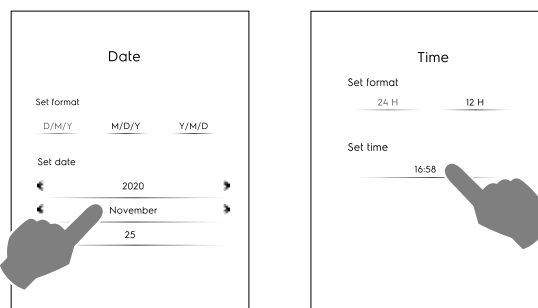 Date
Set format
D/M/Y M/D/Y Y/M/D
Set date
2020
November
25
Time
Set format
24 H 12 H
Set time
16:58